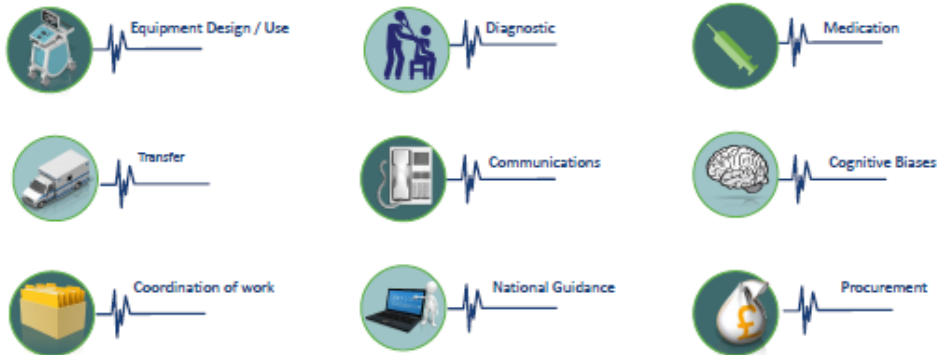 Equipment Design / Use
Diagnostic
Medication
Transfer
Communications
Cognitive Biases
Coordination of work
National Guidance
Procurement
£